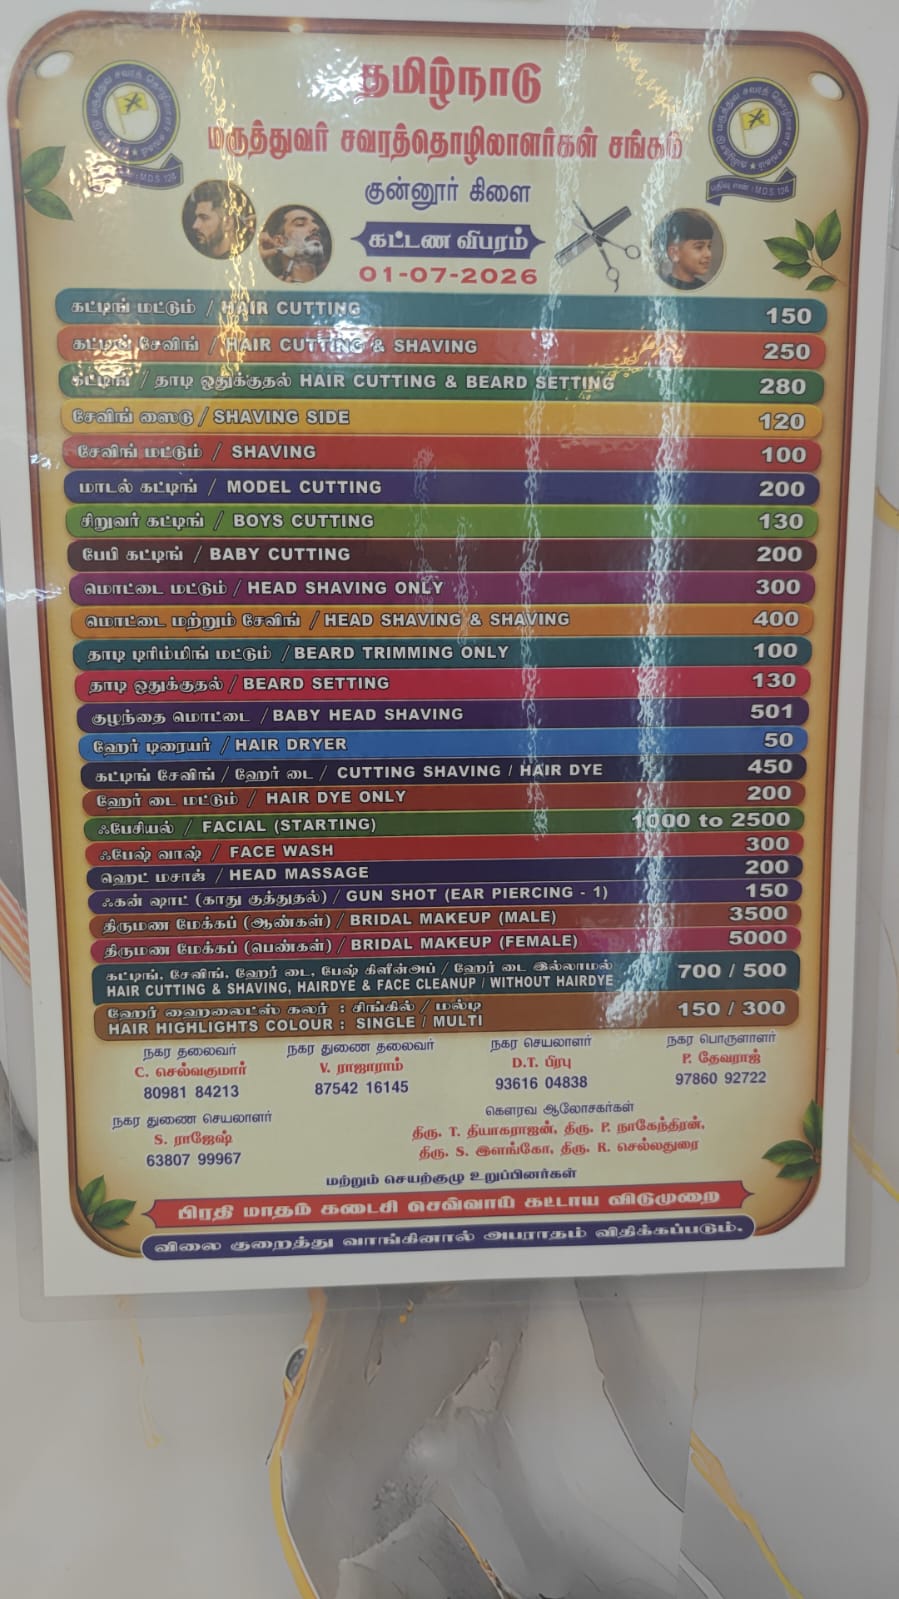 தமிழ்நாடு
மருத்துவர் சவரத்தொழிலாளர்கள் சங்கம்
குன்னூர் கிளை
கட்டண விபரம்
01-07-2026
கட்டிங் மட்டும் / HAIR CUTTING 150
கட்டிங் சேவிங் / HAIR CUTTING & SHAVING 250
கட்டிங் / தாடி ஒதுக்குதல் HAIR CUTTING & BEARD SETTING 280
சேவிங் ஸைடு / SHAVING SIDE 120
சேவிங் மட்டும் / SHAVING 100
மாடல் கட்டிங் / MODEL CUTTING 200
சிறுவர் கட்டிங் / BOYS CUTTING 130
பேபி கட்டிங் / BABY CUTTING 200
மொட்டை மட்டும் / HEAD SHAVING ONLY 300
மொட்டை மற்றும் சேவிங் / HEAD SHAVING & SHAVING 400
தாடி டிரிம்மிங் மட்டும் / BEARD TRIMMING ONLY 100
தாடி ஒதுக்குதல் / BEARD SETTING 130
குழந்தை மொட்டை / BABY HEAD SHAVING 501
ஹேர் டிரையர் / HAIR DRYER 50
கட்டிங் சேவிங் / ஹேர் டை / CUTTING SHAVING / HAIR DYE 450
ஹேர் டை மட்டும் / HAIR DYE ONLY 200
ஃபேசியல் / FACIAL (STARTING) 1000 to 2500
ஃபேஷ் வாஷ் / FACE WASH 300
ஹெட் மசாஜ் / HEAD MASSAGE 200
ஃகன் ஷாட் (காது குத்துதல்) / GUN SHOT (EAR PIERCING - 1) 150
திருமண மேக்கப் (ஆண்கள்) / BRIDAL MAKEUP (MALE) 3500
திருமண மேக்கப் (பெண்கள்) / BRIDAL MAKEUP (FEMALE) 5000
கட்டிங், சேவிங், ஹேர் டை, பேஷ் கிளீன்அப் / ஹேர் டை இல்லாமல் 700 / 500
HAIR CUTTING & SHAVING, HAIRDYE & FACE CLEANUP / WITHOUT HAIRDYE
ஹேர் ஹைலைட்ஸ் கலர் : சிங்கில் / மல்டி 150 / 300
HAIR HIGHLIGHTS COLOUR : SINGLE / MULTI
நகர தலைவர் நகர துணை தலைவர் நகர செயலாளர் நகர பொருளாளர்
C. செல்வகுமார் V. ராஜாராம் D.T. பிரபு P. தேவராஜ்
80981 84213 87542 16145 93616 04838 97860 92722
நகர துணை செயலாளர்
S. ராஜேஷ்
63807 99967
கௌரவ ஆலோசகர்கள்
திரு. T. தியாகராஜன், திரு. P. நாகேந்திரன்,
திரு. S. இளங்கோ, திரு. R. செல்லதுரை
மற்றும் செயற்குழு உறுப்பினர்கள்
பிரதி மாதம் கடைசி செவ்வாய் கட்டாய விடுமுறை
விலை குறைத்து வாங்கினால் அபராதம் விதிக்கப்படும்.